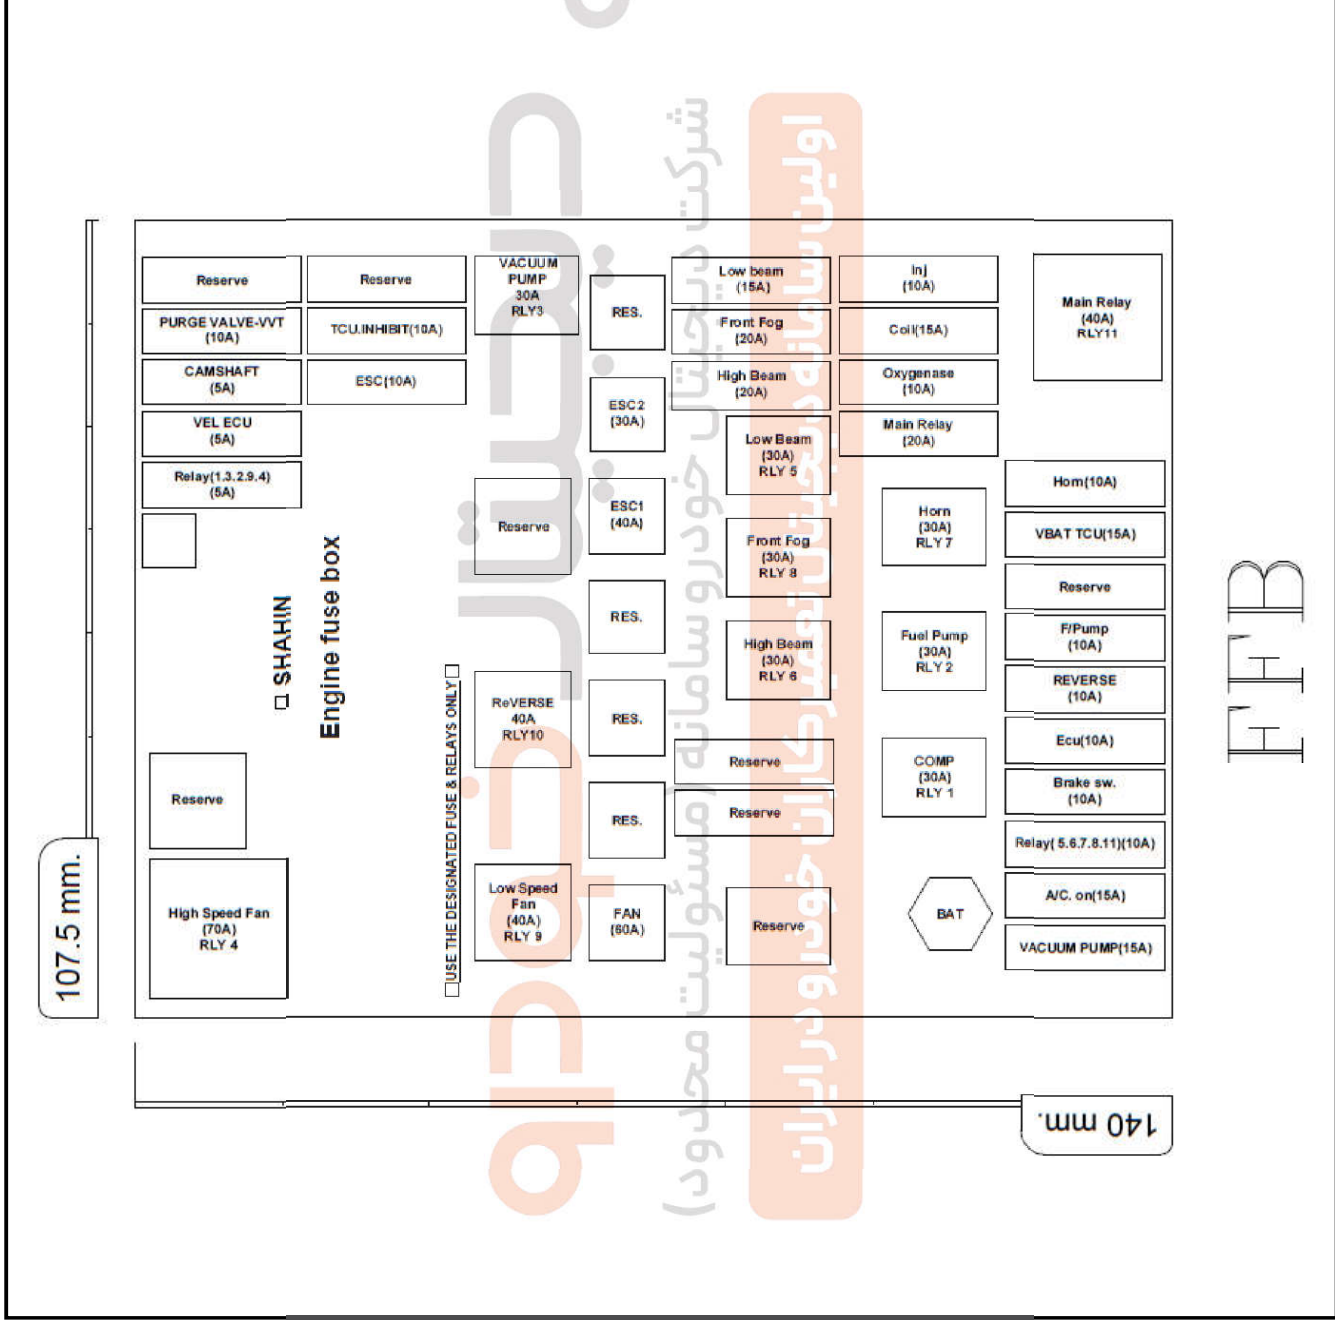 Reserve
PURGE VALVE-VVT
(10A)
CAMSHAFT
(5A)
VEL ECU
(5A)
Relay(1.3.2.9.4)
(5A)
Reserve
TCU.INHIBIT(10A)
ESC(10A)
VACUUM
PUMP
30A
RLY3
Reserve
ReVERSE
40A
RLY10
Low Speed
Fan
(40A)
RLY 9
RES.
ESC2
(30A)
ESC1
(40A)
RES.
RES.
RES.
FAN
(60A)
Low beam
(15A)
Front Fog
(20A)
High Beam
(20A)
Low Beam
(30A)
RLY 5
Front Fog
(30A)
RLY 8
High Beam
(30A)
RLY 6
Reserve
Reserve
Reserve
Inj
(10A)
Coil(15A)
Oxygenase
(10A)
Main Relay
(20A)
Horn
(30A)
RLY 7
Fuel Pump
(30A)
RLY 2
COMP
(30A)
RLY 1
BAT
Main Relay
(40A)
RLY11
Horn(10A)
VBAT TCU(15A)
Reserve
F/Pump
(10A)
REVERSE
(10A)
Ecu(10A)
Brake sw.
(10A)
Relay( 5.6.7.8.11)(10A)
A/C. on(15A)
VACUUM PUMP(15A)
Reserve
High Speed Fan
(70A)
RLY 4
SHAHIN
Engine fuse box
USE THE DESIGNATED FUSE & RELAYS ONLY
107.5 mm.
140 mm.
EFB
دیجیتال خودرو
شرکت دیجیتال خودرو سامانه (مسئولیت محدود)
اولین سامانه دیجیتال تعمیرکاران خودرو در ایران